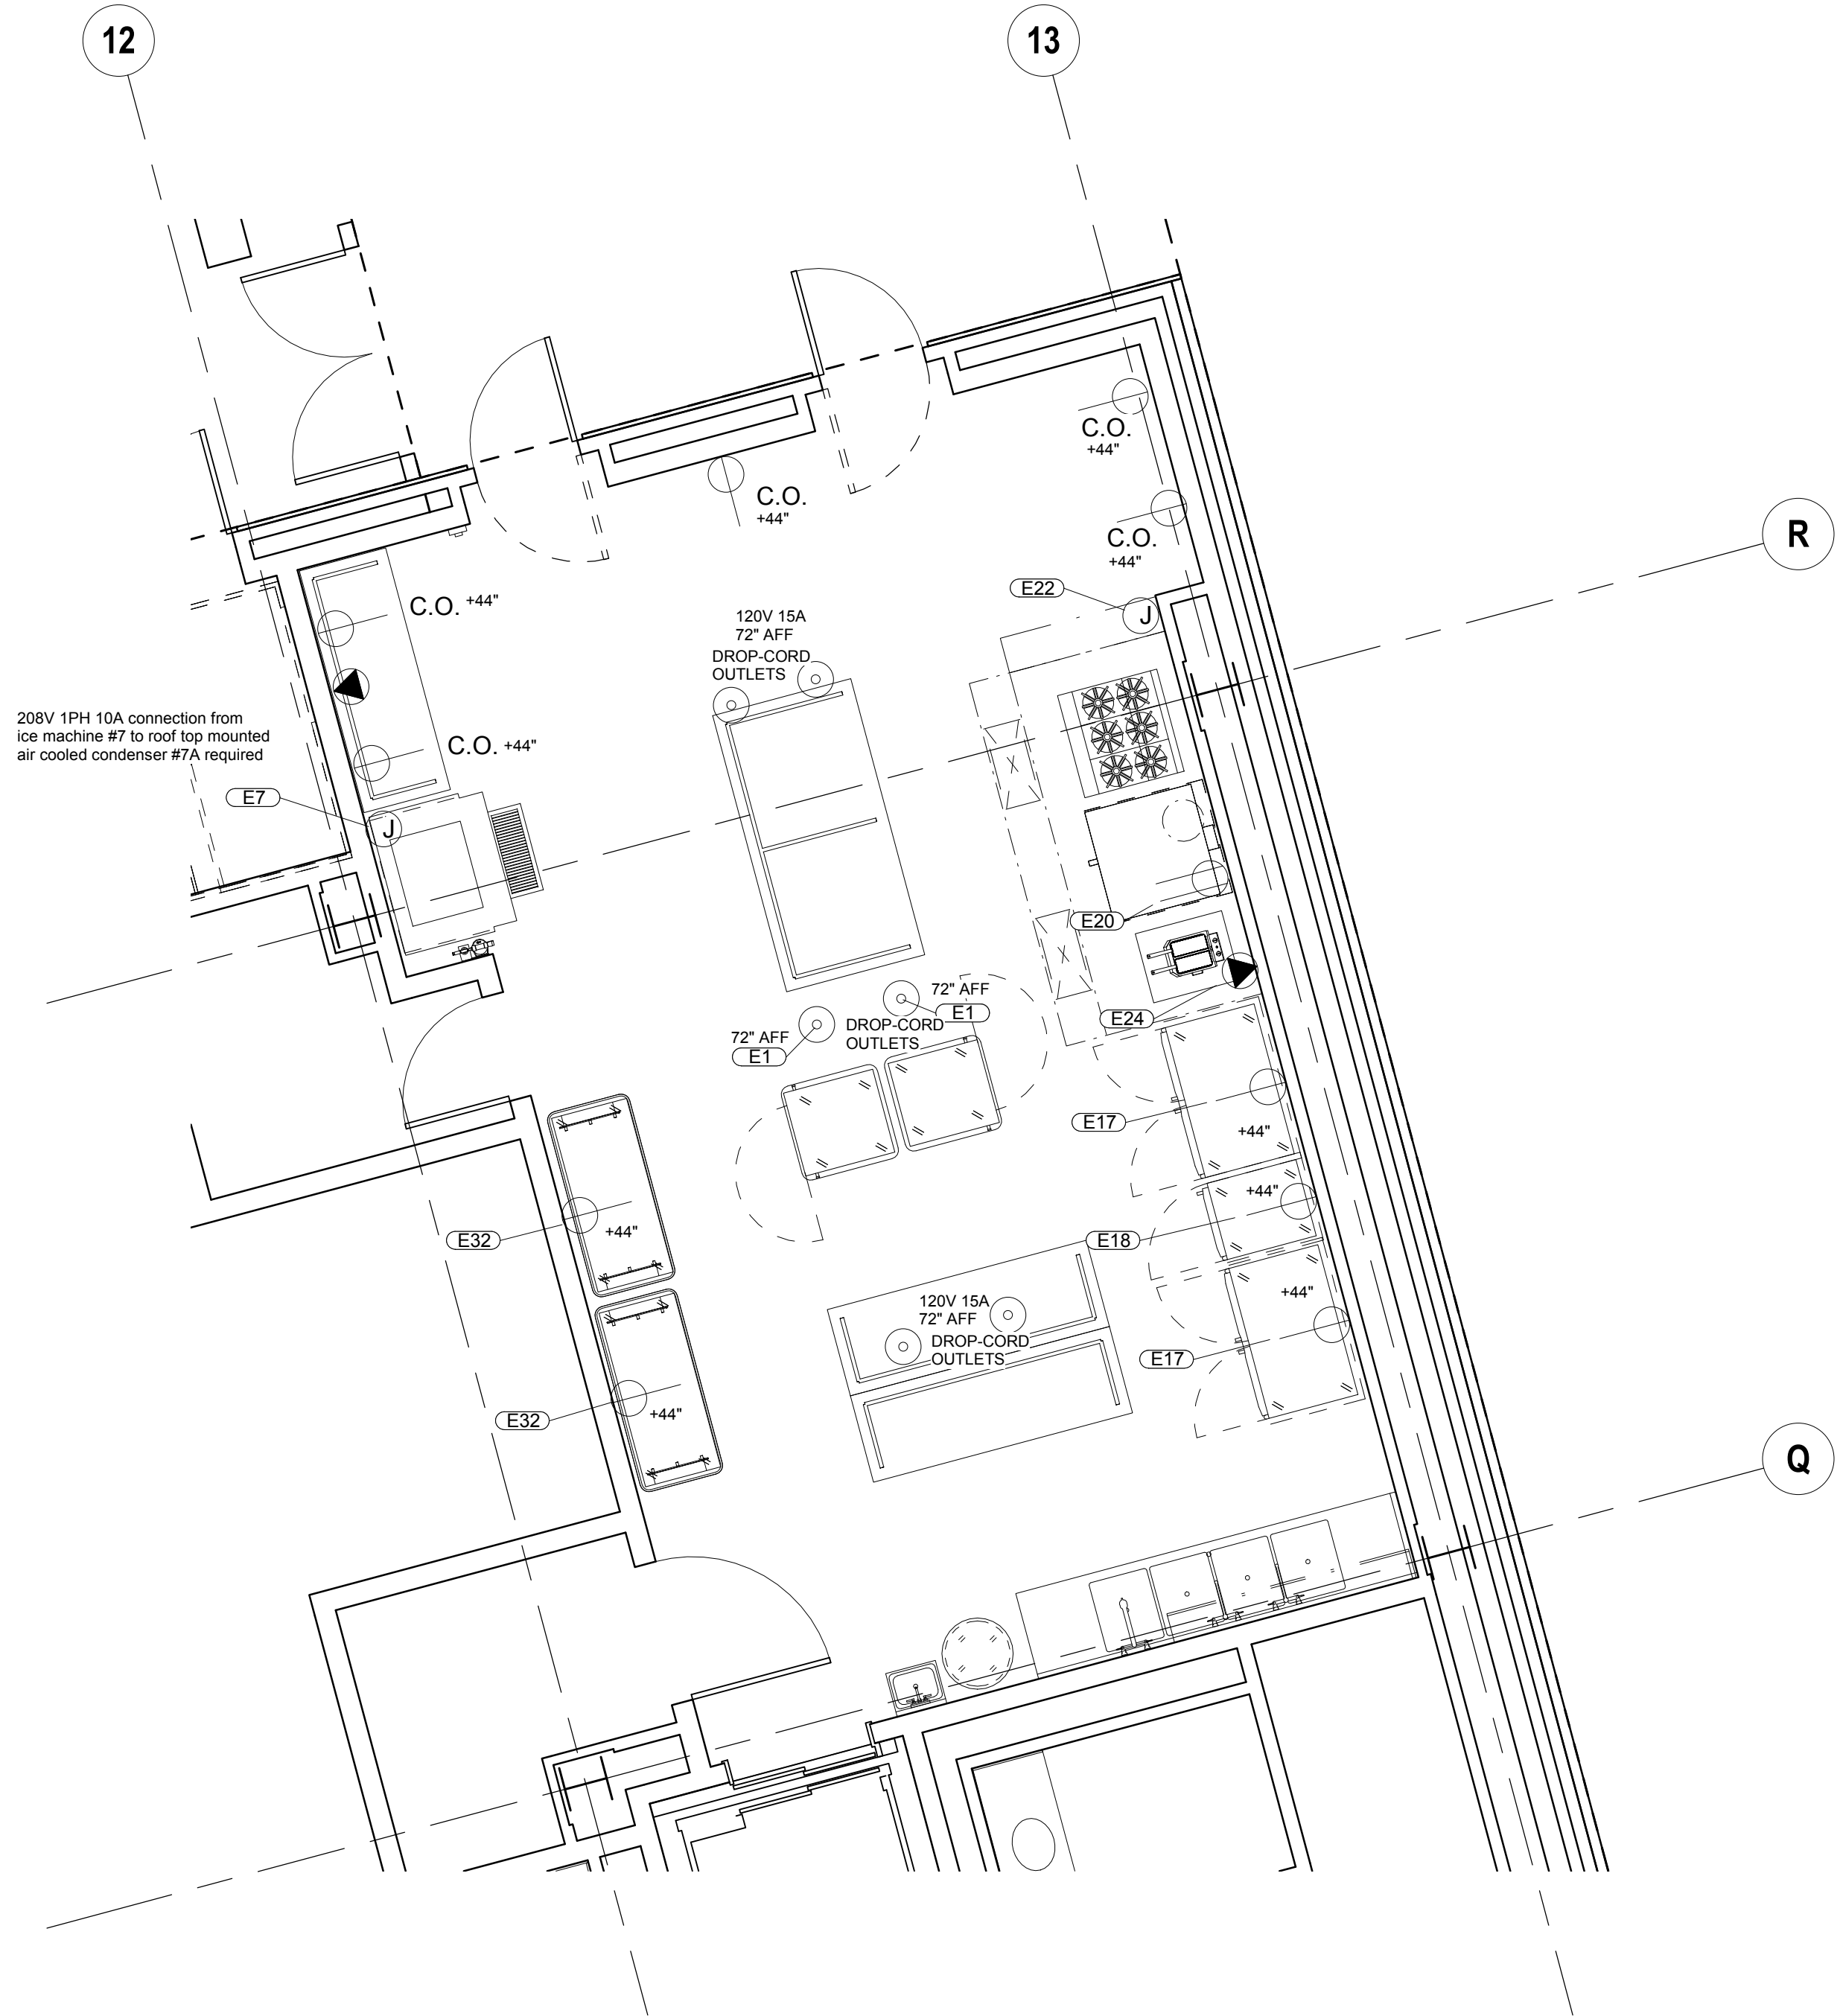 12
13
C.O.
+44"
C.O.
+44"
C.O.
+44"
R
E22
J
C.O. +44"
120V 15A
72" AFF
DROP-CORD
OUTLETS
208V 1PH 10A connection from
ice machine #7 to roof top mounted
air cooled condenser #7A required
C.O. +44"
E7
J
E20
72" AFF
E1
DROP-CORD
OUTLETS
72" AFF
E1
E24
E17
+44"
+44"
E18
E32
+44"
+44"
120V 15A
72" AFF
DROP-CORD
OUTLETS
E17
E32
+44"
Q